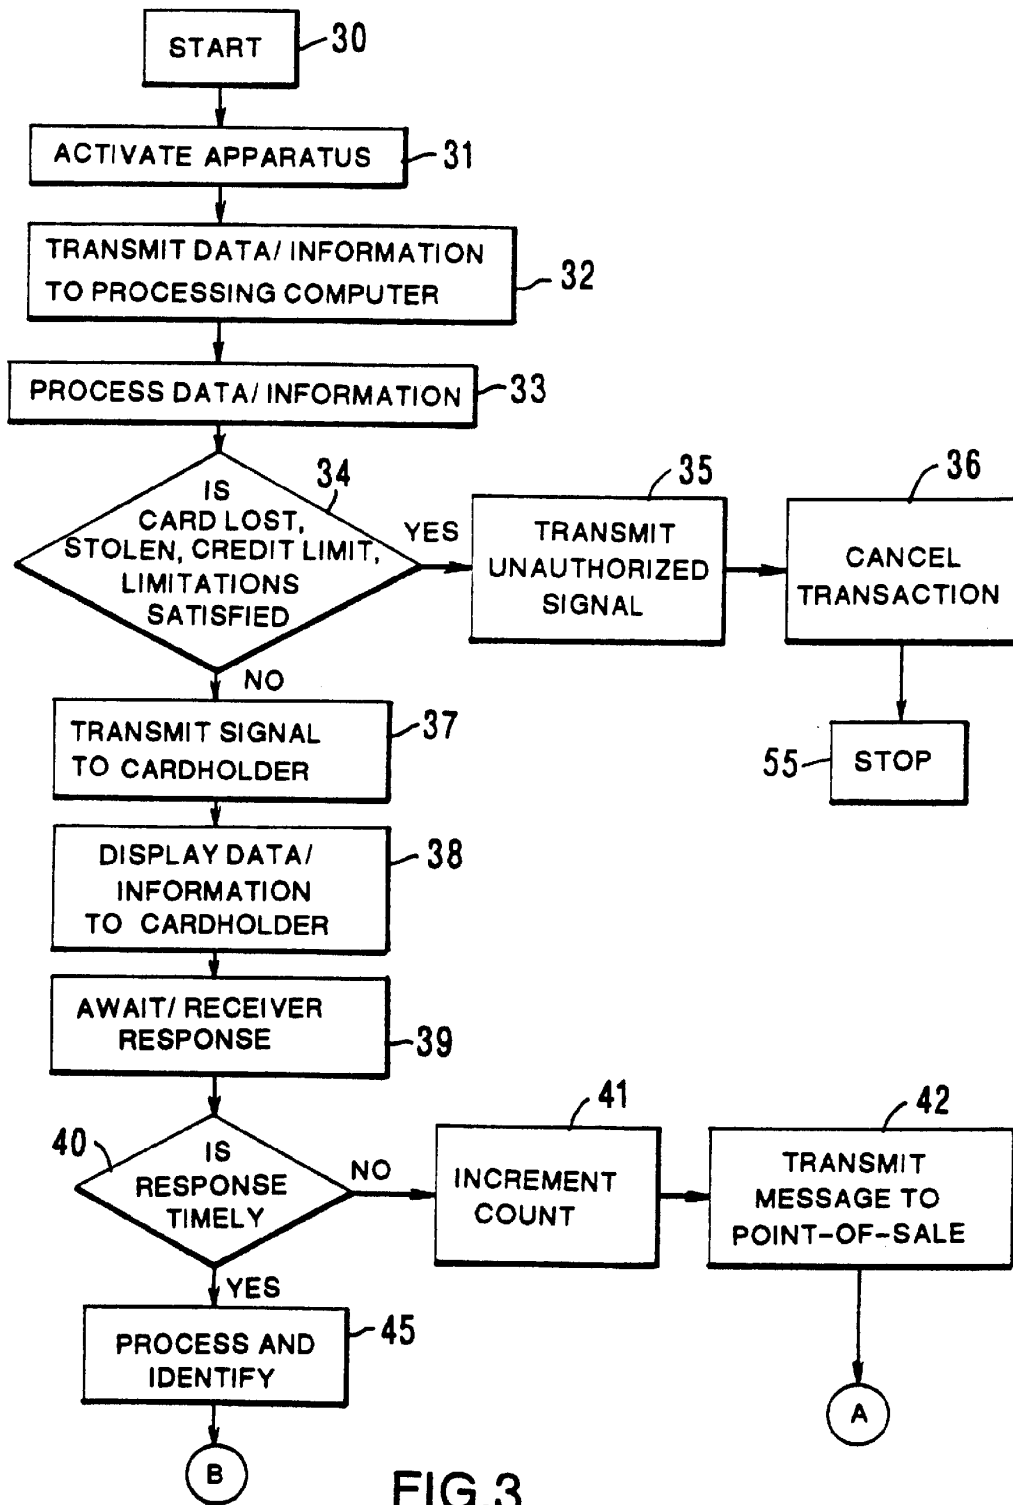 START
30
ACTIVATE APPARATUS
31
TRANSMIT DATA/ INFORMATION
TO PROCESSING COMPUTER
32
PROCESS DATA/ INFORMATION
33
IS
CARD LOST,
STOLEN, CREDIT LIMIT,
LIMITATIONS
SATISFIED
34
YES
TRANSMIT
UNAUTHORIZED
SIGNAL
35
CANCEL
TRANSACTION
36
STOP
55
NO
TRANSMIT SIGNAL
TO CARDHOLDER
37
DISPLAY DATA/
INFORMATION
TO CARDHOLDER
38
AWAIT/ RECEIVER
RESPONSE
39
IS
RESPONSE
TIMELY
40
NO
INCREMENT
COUNT
41
TRANSMIT
MESSAGE TO
POINT-OF-SALE
42
A
YES
PROCESS AND
IDENTIFY
45
B
FIG.3